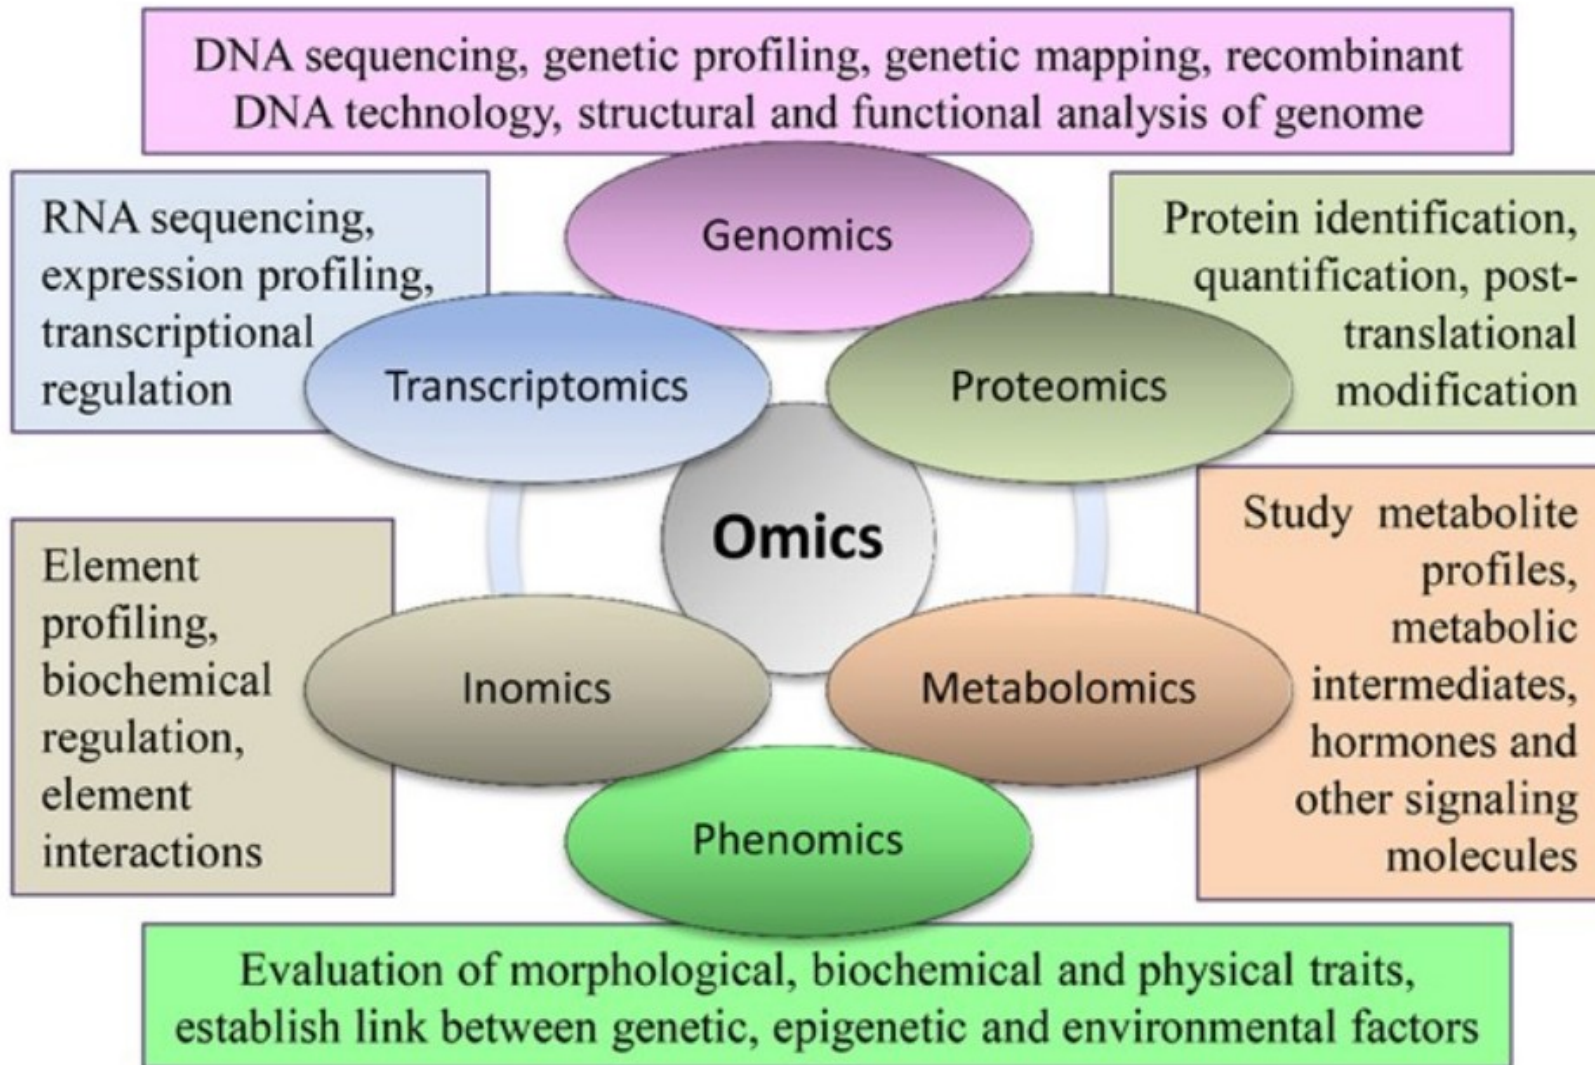 DNA sequencing, genetic profiling, genetic mapping, recombinant
DNA technology, structural and functional analysis of genome
Genomics
RNA sequencing,
expression profiling,
transcriptional
regulation
Transcriptomics
Protein identification,
quantification, post-
translational
modification
Proteomics
Omics
Element
profiling,
biochemical
regulation,
element
interactions
Inomics
Study metabolite
profiles,
metabolic
intermediates,
hormones and
other signaling
molecules
Metabolomics
Phenomics
Evaluation of morphological, biochemical and physical traits,
establish link between genetic, epigenetic and environmental factors